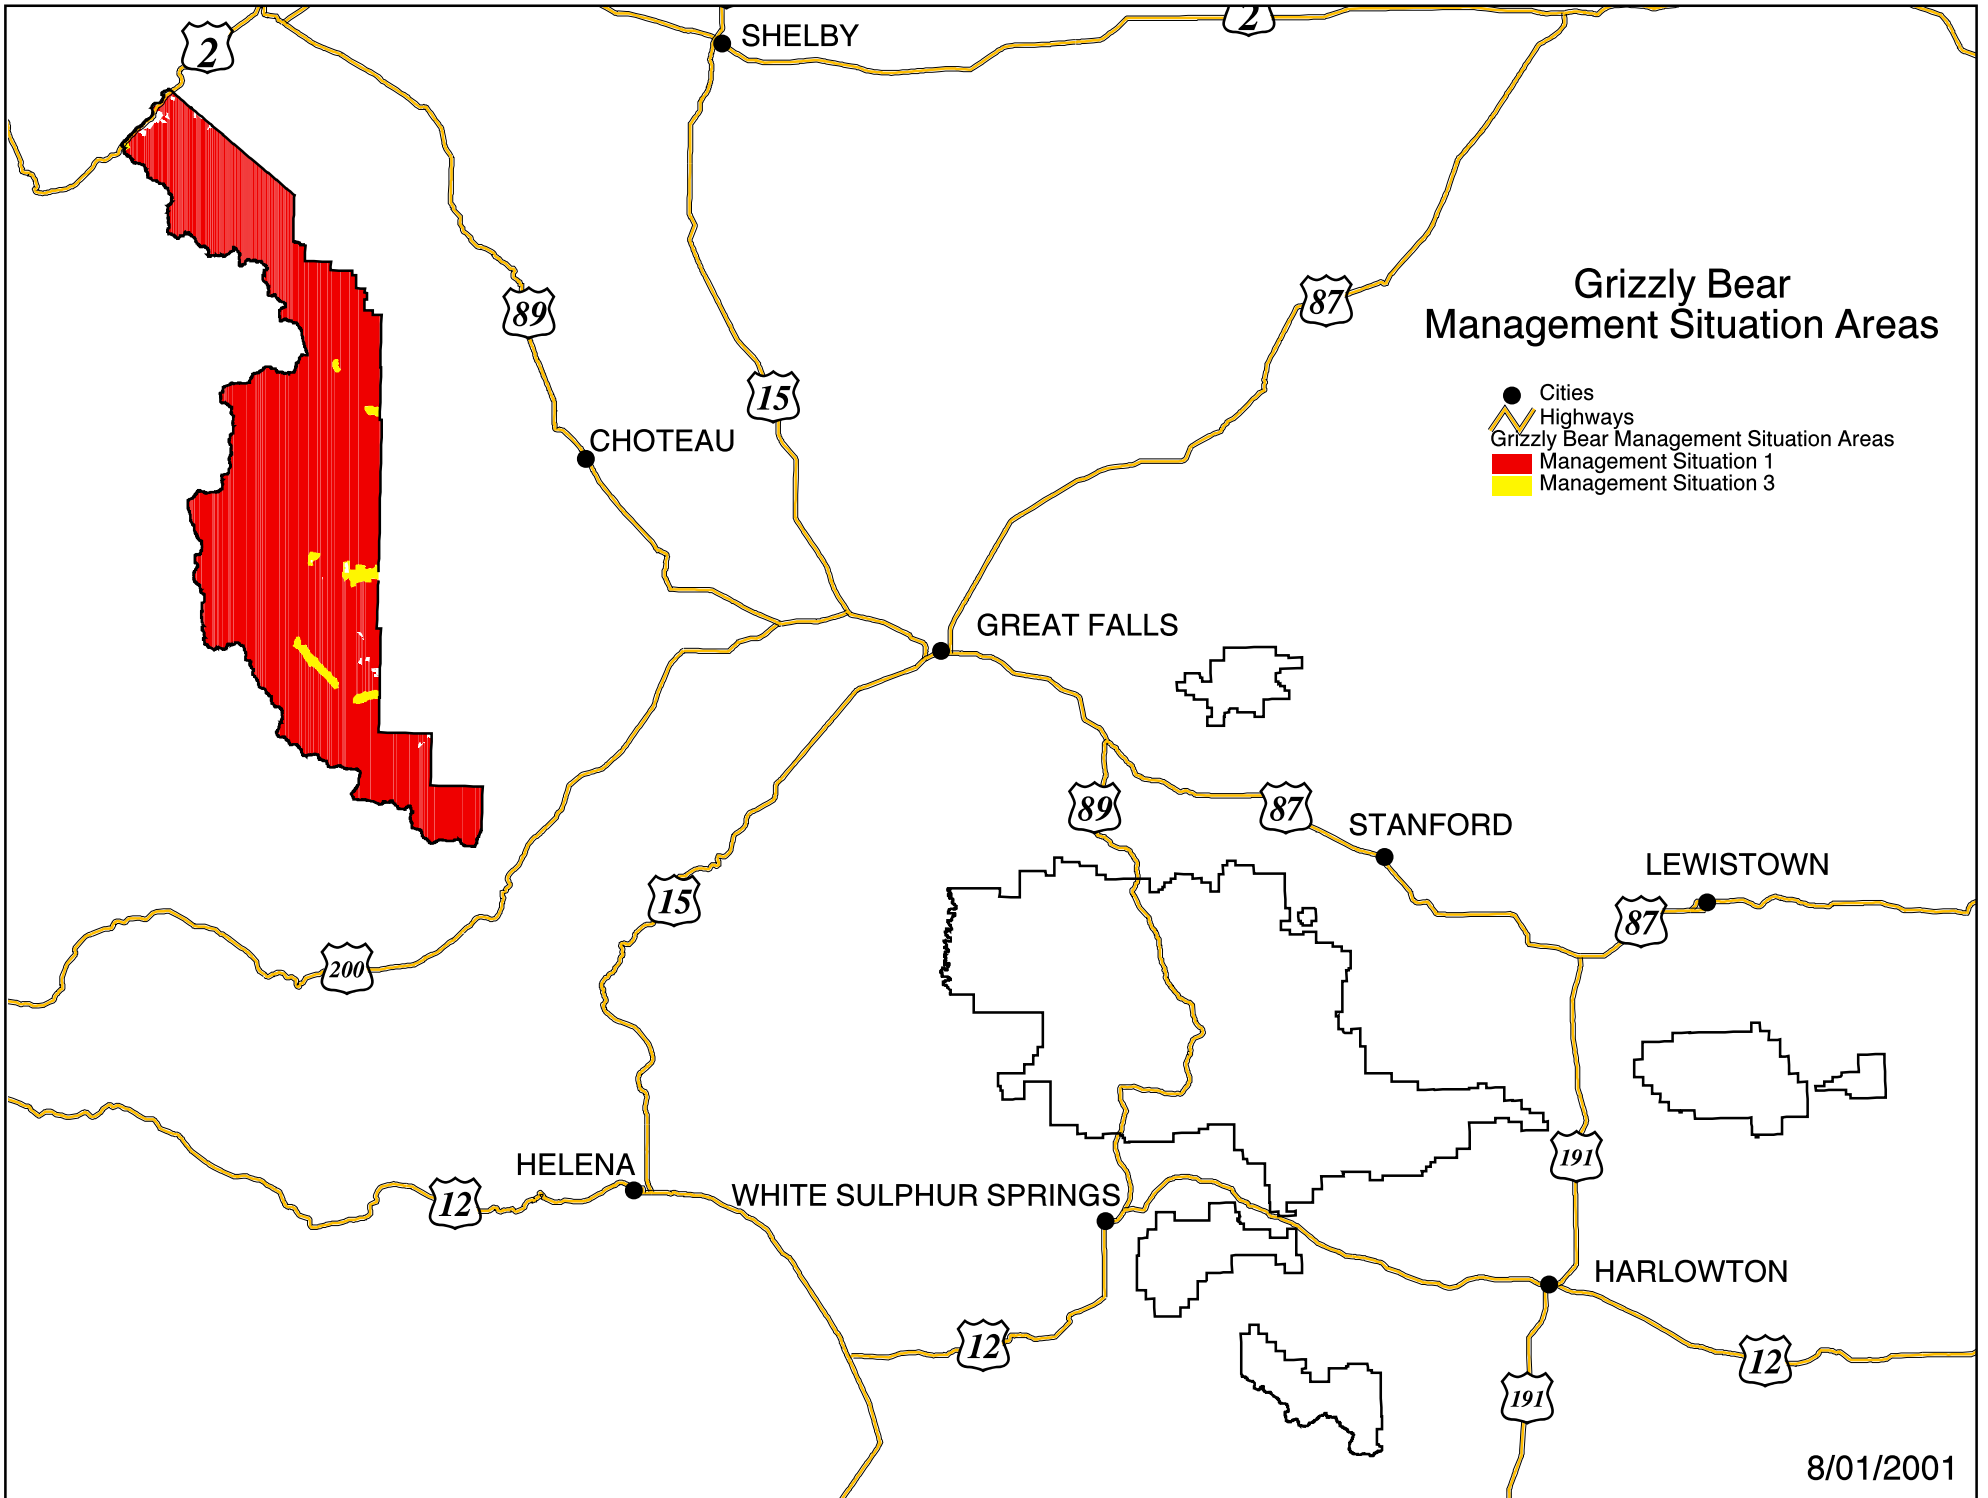 2
SHELBY
2
Grizzly Bear
Management Situation Areas
89
87
15
Cities
Highways
Grizzly Bear Management Situation Areas
Management Situation 1
Management Situation 3
CHOTEAU
GREAT FALLS
89
87
STANFORD
LEWISTOWN
15
87
200
191
HELENA
12
WHITE SULPHUR SPRINGS
HARLOWTON
12
12
191
8/01/2001